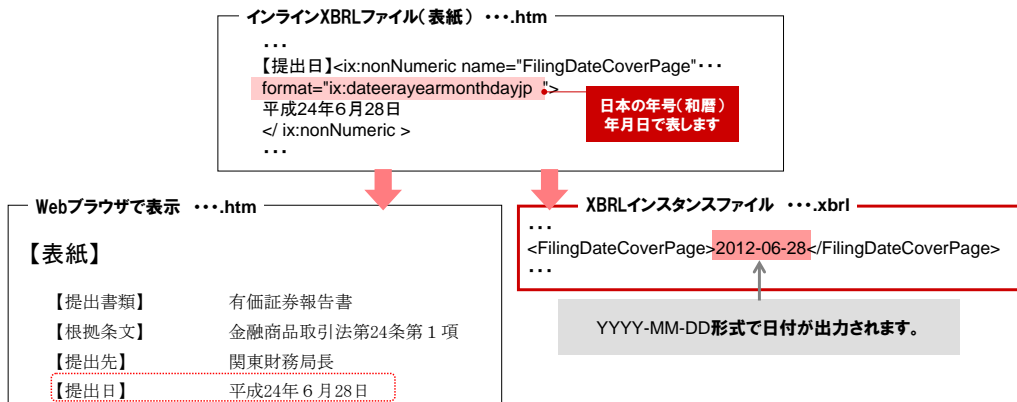 インラインXBRLファイル(表紙) ・・・.htm
・・・
【提出日】<ix:nonNumeric name="FilingDateCoverPage"・・・
format="ix:dateerayearmonthdayjp ">
平成24年6月28日
</ ix:nonNumeric >
・・・
日本の年号(和暦)
年月日で表します
Webブラウザで表示 ・・・.htm
【表紙】
【提出書類】 有価証券報告書
【根拠条文】 金融商品取引法第24条第1項
【提出先】 関東財務局長
【提出日】 平成24年6月28日
XBRLインスタンスファイル ・・・.xbrl
・・・
<FilingDateCoverPage>2012-06-28</FilingDateCoverPage>
・・・
YYYY-MM-DD形式で日付が出力されます。